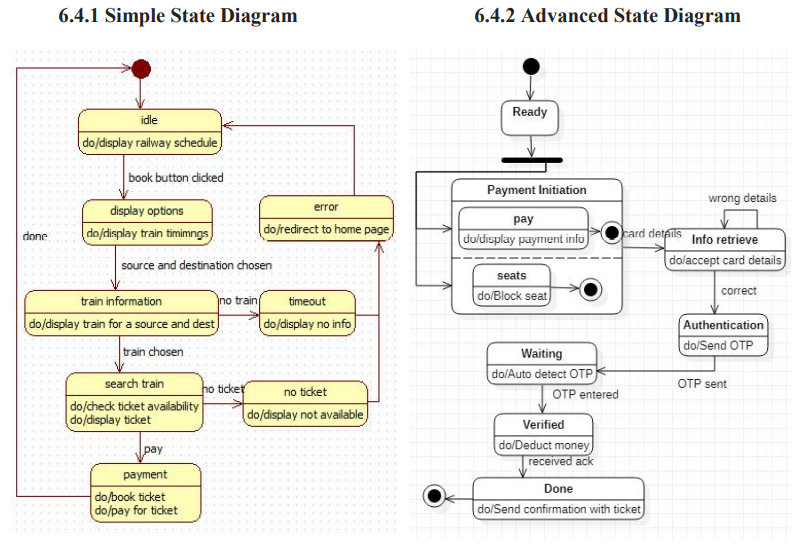 6.4.1 Simple State Diagram
idle
do/display railway schedule
book button clicked
display options
do/display train timimngs
error
do/redirect to home page
done
source and destination chosen
train information
do/display train for a source and dest
no train
timeout
do/display no info
train chosen
search train
do/check ticket availability
do/display ticket
no ticket
no ticket
do/display not available
pay
payment
do/book ticket
do/pay for ticket
6.4.2 Advanced State Diagram
Ready
Payment Initiation
pay
do/display payment info
card details
seats
do/Block seat
wrong details
Info retrieve
do/accept card details
correct
Authentication
do/Send OTP
OTP sent
Waiting
do/Auto detect OTP
OTP entered
Verified
do/Deduct money
received ack
Done
do/Send confirmation with ticket